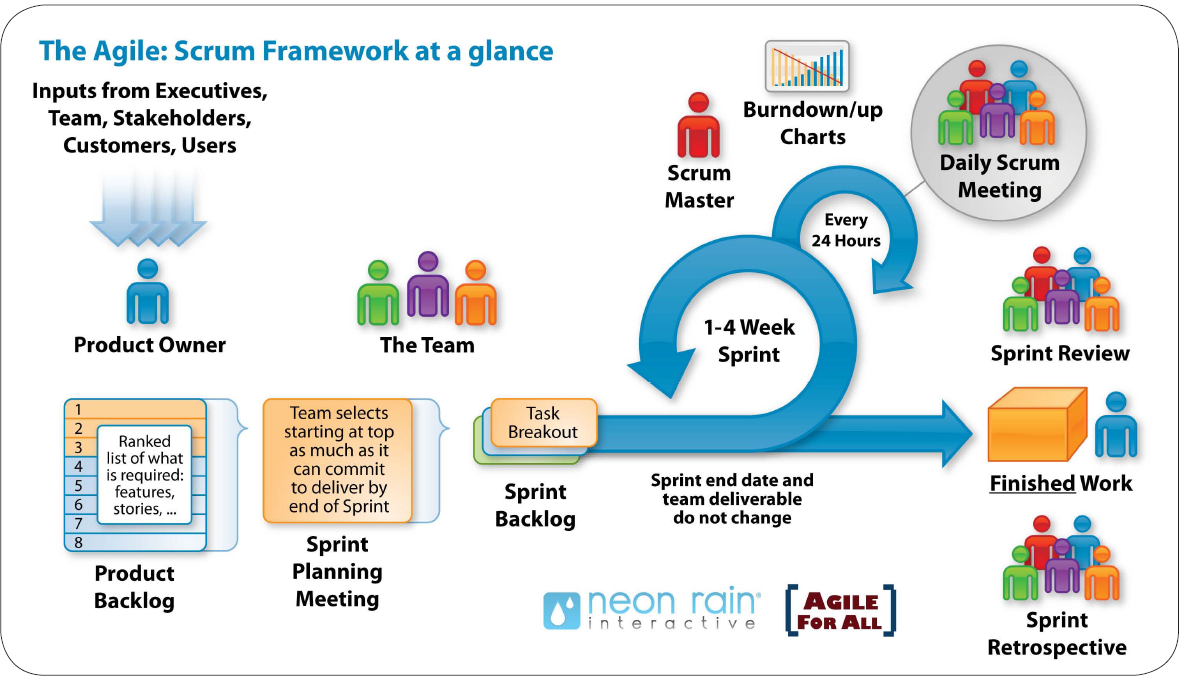 The Agile: Scrum Framework at a glance
Inputs from Executives,
Team, Stakeholders,
Customers, Users
Product Owner
The Team
Scrum
Master
Burndown/up
Charts
Daily Scrum
Meeting
Every
24 Hours
1-4 Week
Sprint
Sprint Review
1
2
3
4
5
6
7
8
Ranked
list of what
is required:
features,
stories, ...
Product
Backlog
Team selects
starting at top
as much as it
can commit
to deliver by
end of Sprint
Sprint
Planning
Meeting
Task
Breakout
Sprint
Backlog
Sprint end date and
team deliverable
do not change
Finished Work
Sprint
Retrospective
neon rain®
interactive
AGILE
FOR ALL